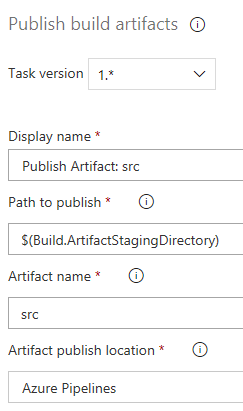 Publish build artifacts
Task version 1.*
Display name *
Publish Artifact: src
Path to publish *
$(Build.ArtifactStagingDirectory)
Artifact name *
src
Artifact publish location *
Azure Pipelines